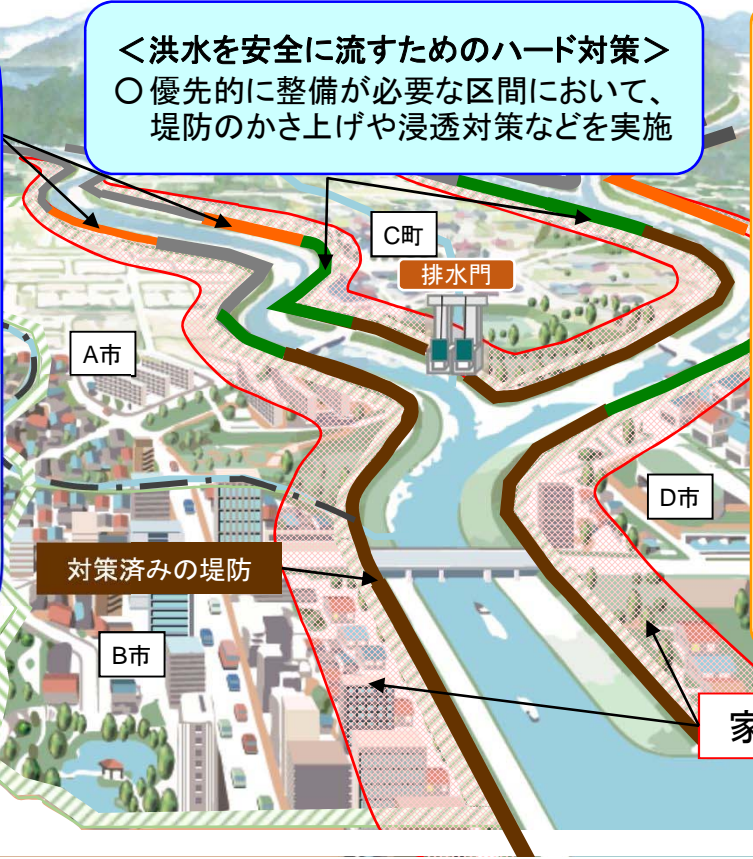 <洪水を安全に流すためのハード対策>
○優先的に整備が必要な区間において、
堤防のかさ上げや浸透対策などを実施
C町
排水門
A市
D市
対策済みの堤防
B市
家